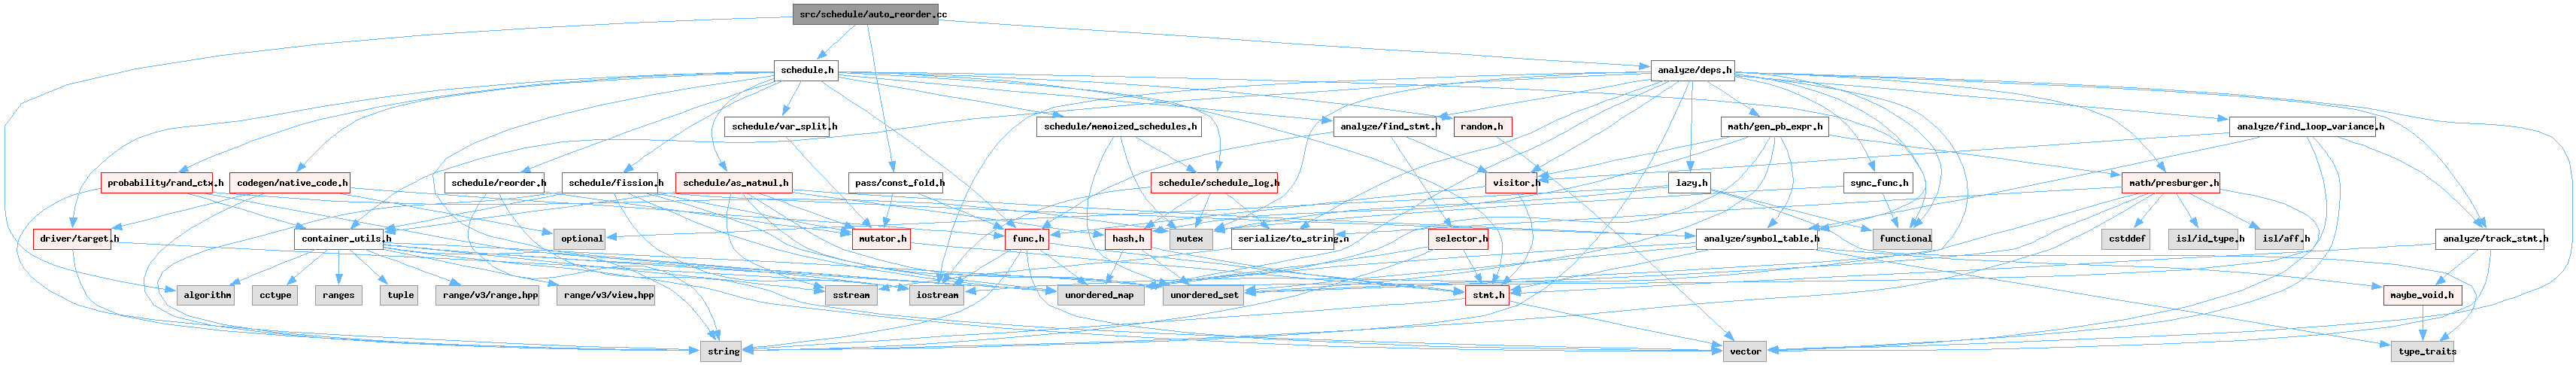 src/schedule/auto_reorder.cc
schedule.h
analyze/deps.h
schedule/var_split.h
schedule/memoized_schedules.h
analyze/find_stmt.h
random.h
math/gen_pb_expr.h
analyze/find_loop_variance.h
probability/rand_ctx.h
codegen/native_code.h
schedule/reorder.h
schedule/fission.h
schedule/as_matmul.h
pass/const_fold.h
schedule/schedule_log.h
visitor.h
lazy.h
sync_func.h
math/presburger.h
driver/target.h
container_utils.h
optional
mutator.h
func.h
hash.h
mutex
serialize/to_string.h
selector.h
analyze/symbol_table.h
functional
cstddef
isl/id_type.h
isl/aff.h
analyze/track_stmt.h
algorithm
cctype
ranges
tuple
range/v3/range.hpp
range/v3/view.hpp
sstream
iostream
unordered_map
unordered_set
stmt.h
maybe_void.h
string
vector
type_traits